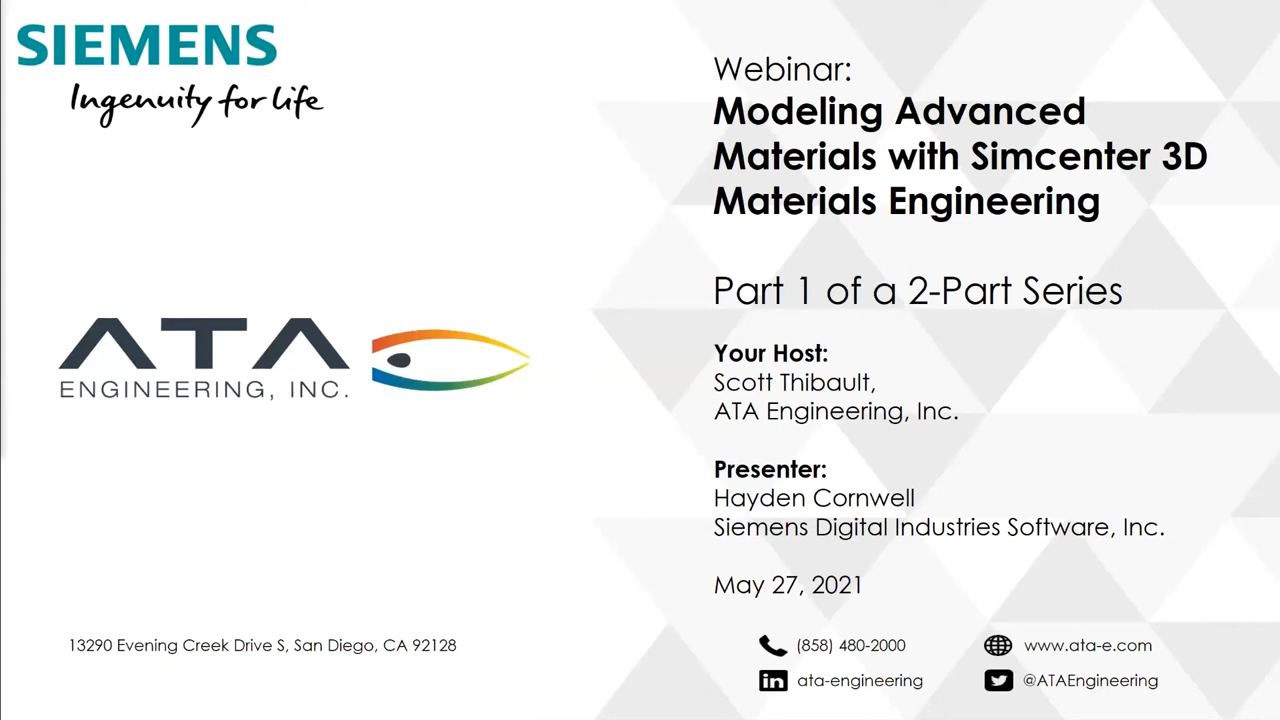 SIEMENS
Ingenuity for life
ATA
ENGINEERING, INC.
Webinar:
Modeling Advanced
Materials with Simcenter 3D
Materials Engineering
Part 1 of a 2-Part Series
Your Host:
Scott Thibault,
ATA Engineering, Inc.
Presenter:
Hayden Cornwell
Siemens Digital Industries Software, Inc.
May 27, 2021
13290 Evening Creek Drive S, San Diego, CA 92128
(858) 480-2000
www.ata-e.com
in
ata-engineering
@ATAEngineering